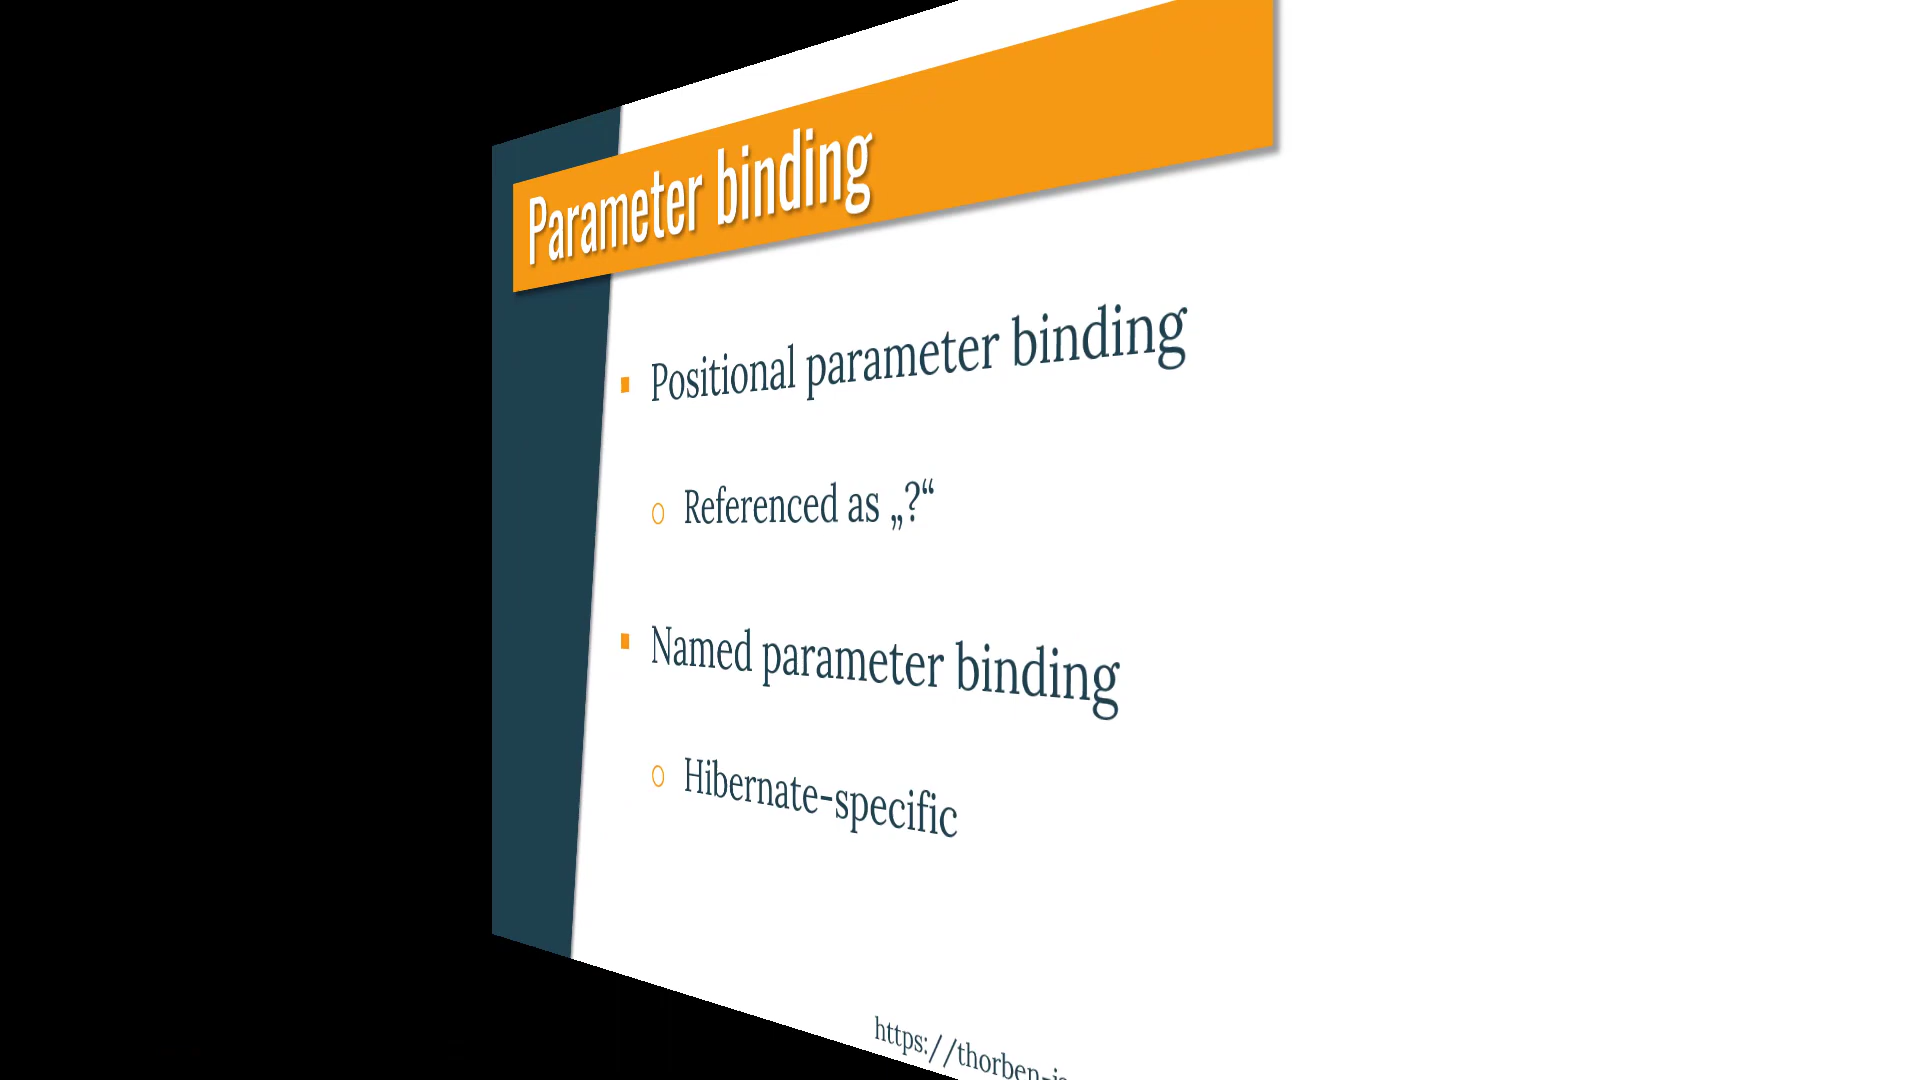 Parameter binding
Positional parameter binding
Referenced as „?“
Named parameter binding
Hibernate-specific
https://thorben-